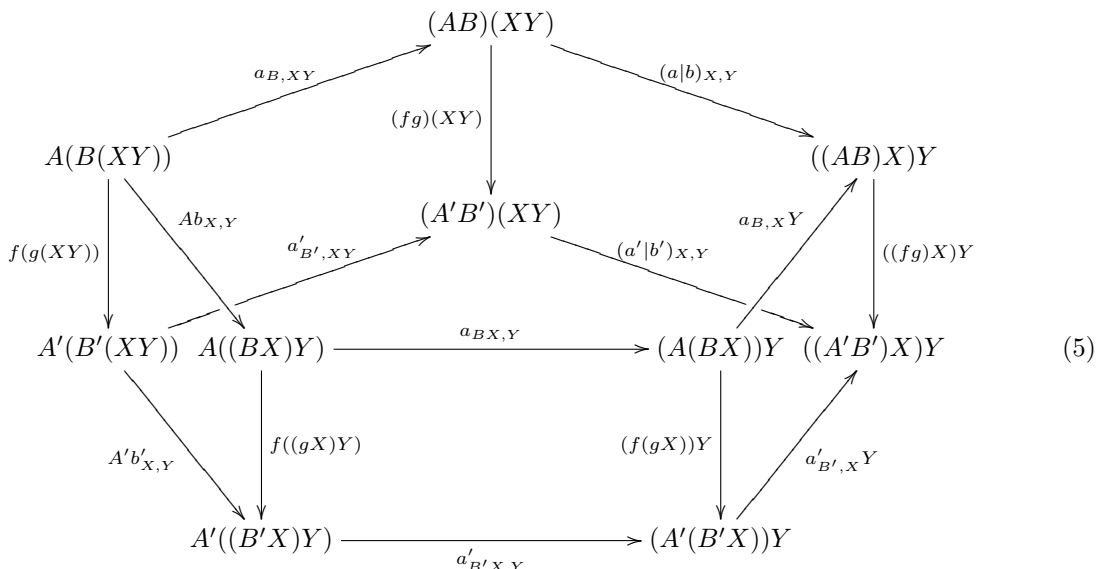 (AB)(XY)
a_{B,XY} (a|b)_{X,Y}
(fg)(XY)
A(B(XY)) ((AB)X)Y
(A′B′)(XY)
Ab_{X,Y} a_{B,X}Y
f(g(XY)) a′_{B′,XY} (a′|b′)_{X,Y} ((fg)X)Y
A′(B′(XY)) A((BX)Y) a_{BX,Y} (A(BX))Y ((A′B′)X)Y (5)
A′b′_{X,Y} f((gX)Y) (f(gX))Y a′_{B′,X}Y
A′((B′X)Y) (A′(B′X))Y
a′_{B′X,Y}